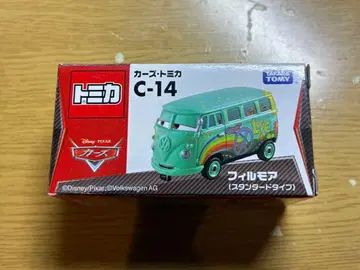 トミカ
カーズ・トミカ
C-14
TAKARA
TOMY
Disney・PIXAR
カーズ
フィルモア
(スタンダードタイプ)
©Disney/Pixar;©Volkswagen AG